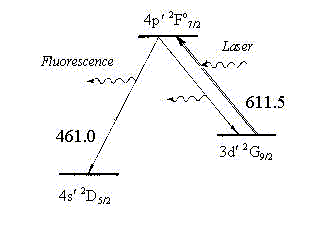 4p' ²F°₇/₂
Laser
Fluorescence
611.5
461.0
3d' ²G₉/₂
4s' ²D₅/₂